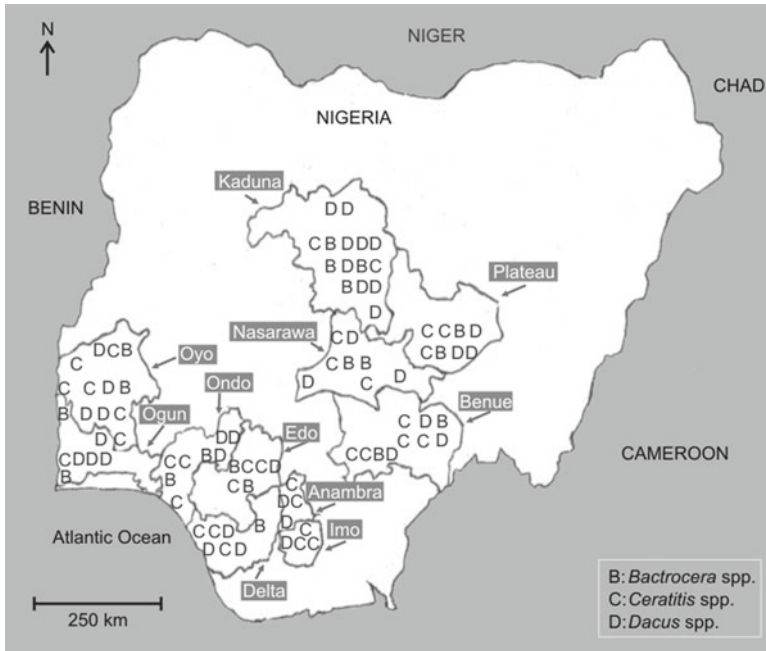 NIGER
N
CHAD
NIGERIA
Kaduna
D D
BENIN
C B D D D
B D B C
B D D
Plateau
D
Nasarawa
C D
C C B D
C B B
C B D D
D C D
D C B
C
Oyo
C C D B
Ondo
Benue
B D D C
Ogun
C D B
D C
D D
Edo
C C D
C D D D
B D
C C B D
B
C C
B C C D
B
C B
C
C
D C
Anambra
D
B
C
C C D
Imo
D C C
D C D
Delta
CAMEROON
Atlantic Ocean
250 km
B: Bactrocera spp.
C: Ceratitis spp.
D: Dacus spp.